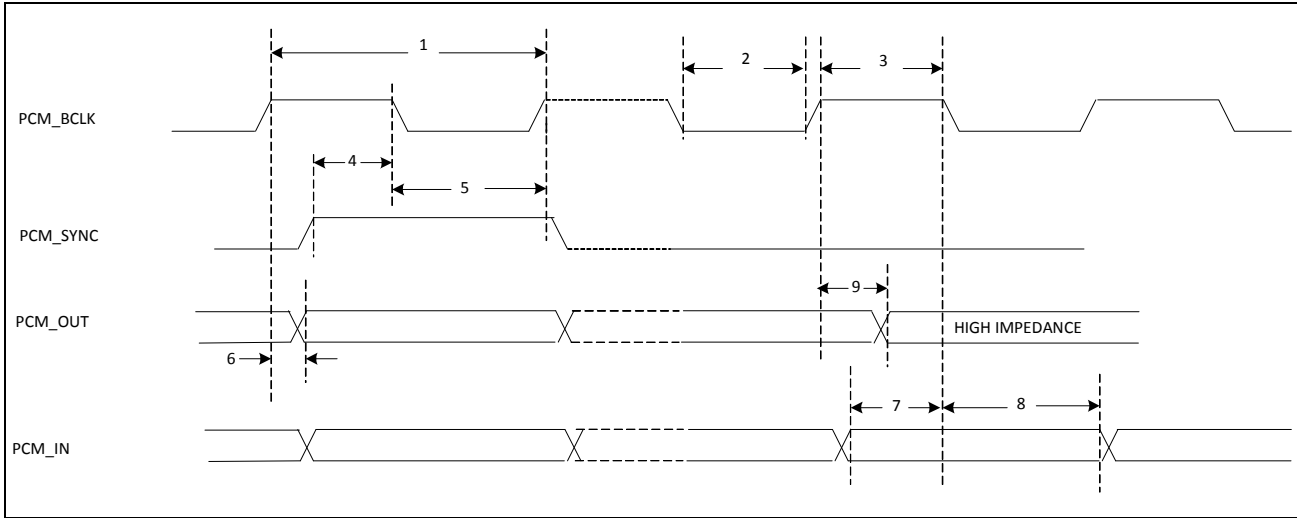 1
2
3
PCM_BCLK
4
5
PCM_SYNC
9
PCM_OUT
HIGH IMPEDANCE
6
7
8
PCM_IN